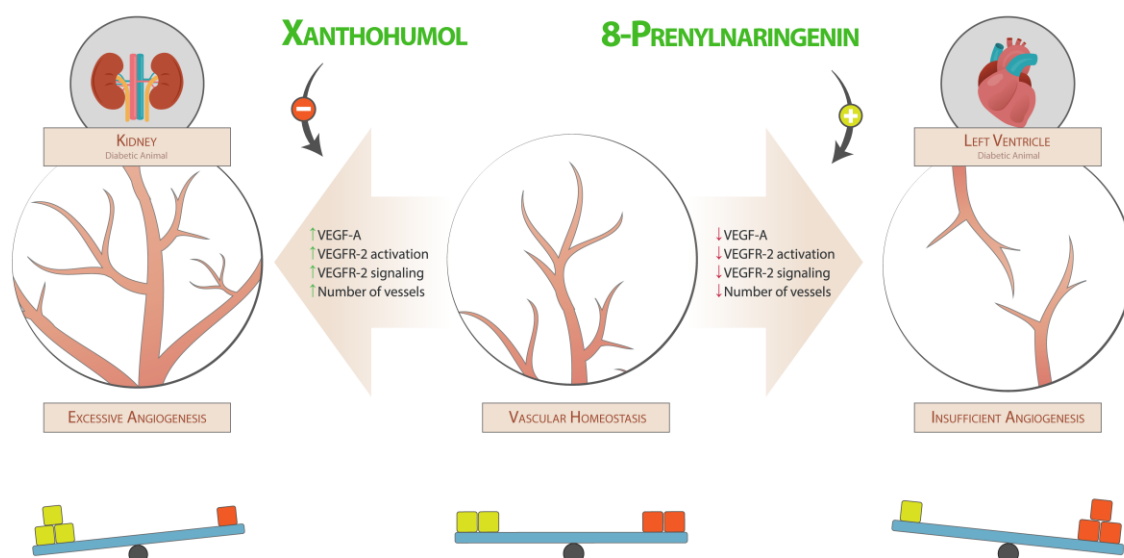 XANTHOHUMOL
8-PRENYLNARINGENIN
KIDNEY
Diabetic Animal
LEFT VENTRICLE
Diabetic Animal
↑VEGF-A
↑VEGFR-2 activation
↑VEGFR-2 signaling
↑Number of vessels
↓VEGF-A
↓VEGFR-2 activation
↓VEGFR-2 signaling
↓Number of vessels
EXCESSIVE ANGIOGENESIS
VASCULAR HOMEOSTASIS
INSUFFICIENT ANGIOGENESIS